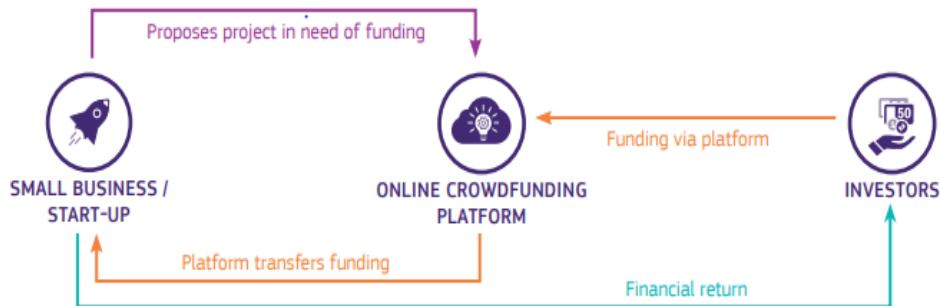 Proposes project in need of funding
50
Funding via platform
SMALL BUSINESS /
START-UP
ONLINE CROWDFUNDING
PLATFORM
INVESTORS
Platform transfers funding
Financial return